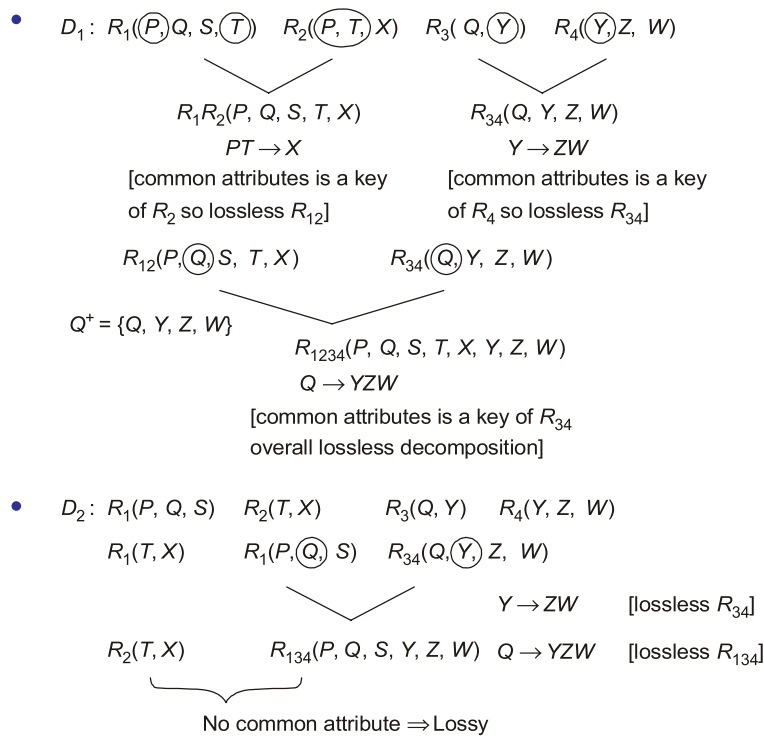 • D₁ : R₁(P, Q, S, T) R₂(P, T, X) R₃( Q, Y) R₄(Y, Z, W)
R₁R₂(P, Q, S, T, X) R₃₄(Q, Y, Z, W)
PT → X Y → ZW
[common attributes is a key [common attributes is a key
of R₂ so lossless R₁₂] of R₄ so lossless R₃₄]
R₁₂(P, Q, S, T, X) R₃₄(Q, Y, Z, W)
Q⁺ = {Q, Y, Z, W}
R₁₂₃₄(P, Q, S, T, X, Y, Z, W)
Q → YZW
[common attributes is a key of R₃₄
overall lossless decomposition]
• D₂ : R₁(P, Q, S) R₂(T, X) R₃(Q, Y) R₄(Y, Z, W)
R₁(T, X) R₁(P, Q, S) R₃₄(Q, Y, Z, W)
Y → ZW [lossless R₃₄]
R₂(T, X) R₁₃₄(P, Q, S, Y, Z, W) Q → YZW [lossless R₁₃₄]
No common attribute ⇒ Lossy